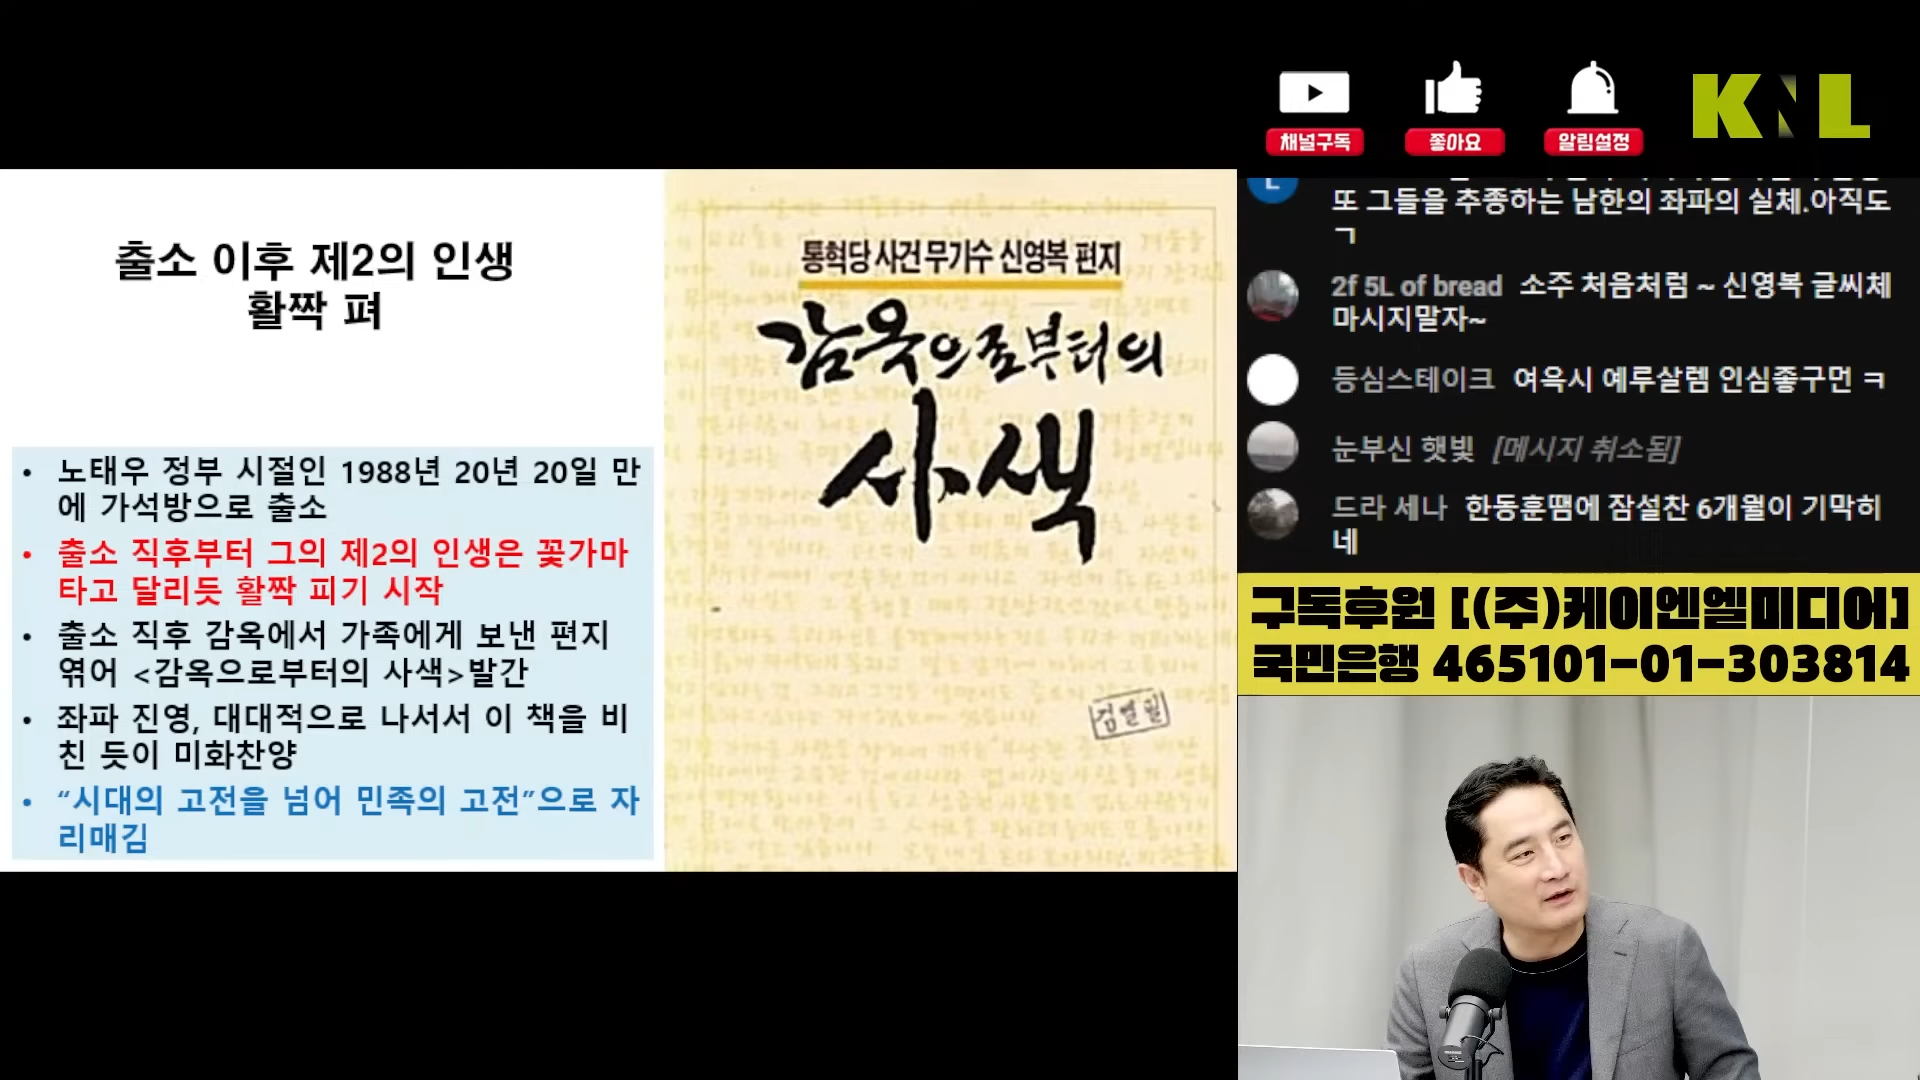 출소 이후 제2의 인생
활짝 펴
• 노태우 정부 시절인 1988년 20년 20일 만
에 가석방으로 출소
• 출소 직후부터 그의 제2의 인생은 꽃가마
타고 달리듯 활짝 피기 시작
• 출소 직후 감옥에서 가족에게 보낸 편지
엮어 <감옥으로부터의 사색>발간
• 좌파 진영, 대대적으로 나서서 이 책을 비
친 듯이 미화찬양
• “시대의 고전을 넘어 민족의 고전”으로 자
리매김
통혁당 사건 무기수 신영복 편지
감옥으로부터의
사색
검열필
채널구독
좋아요
알림설정
KNL
또 그들을 추종하는 남한의 좌파의 실체.아직도
ㄱ
2f 5L of bread 소주 처음처럼 ~ 신영복 글씨체
마시지말자~
등심스테이크 여윽시 예루살렘 인심좋구먼 ㅋ
눈부신 햇빛 [메시지 취소됨]
드라 세나 한동훈땜에 잠설친 6개월이 기막히
네
구독후원 [(주)케이엔엘미디어]
국민은행 465101-01-303814